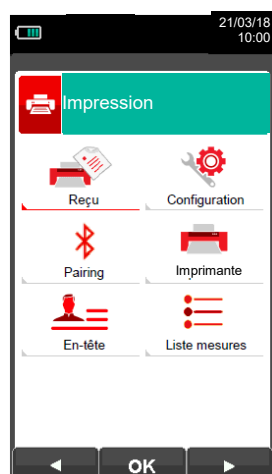 21/03/18
10:00
Impression
Reçu
Configuration
Pairing
Imprimante
En-tête
Liste mesures
OK